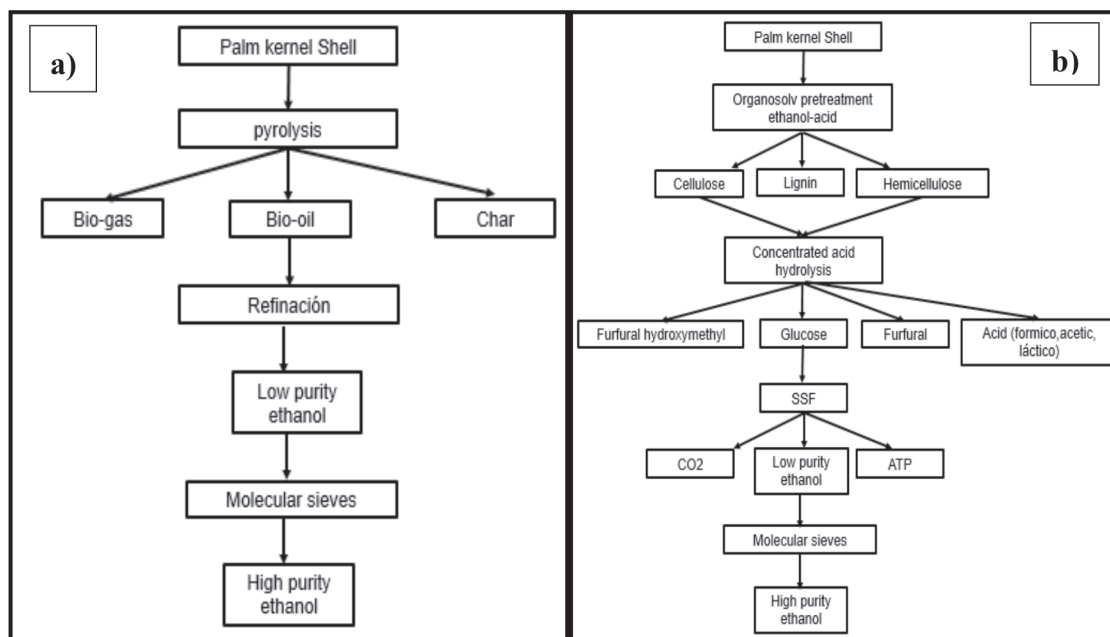 a)
Palm kernel Shell
pyrolysis
Bio-gas
Bio-oil
Char
Refinación
Low purity
ethanol
Molecular sieves
High purity
ethanol
b)
Palm kernel Shell
Organosolv pretreatment
ethanol-acid
Cellulose
Lignin
Hemicellulose
Concentrated acid
hydrolysis
Furfural hydroxymethyl
Glucose
Furfural
Acid (formico,acetic,
láctico)
SSF
CO2
Low purity
ethanol
ATP
Molecular sieves
High purity
ethanol